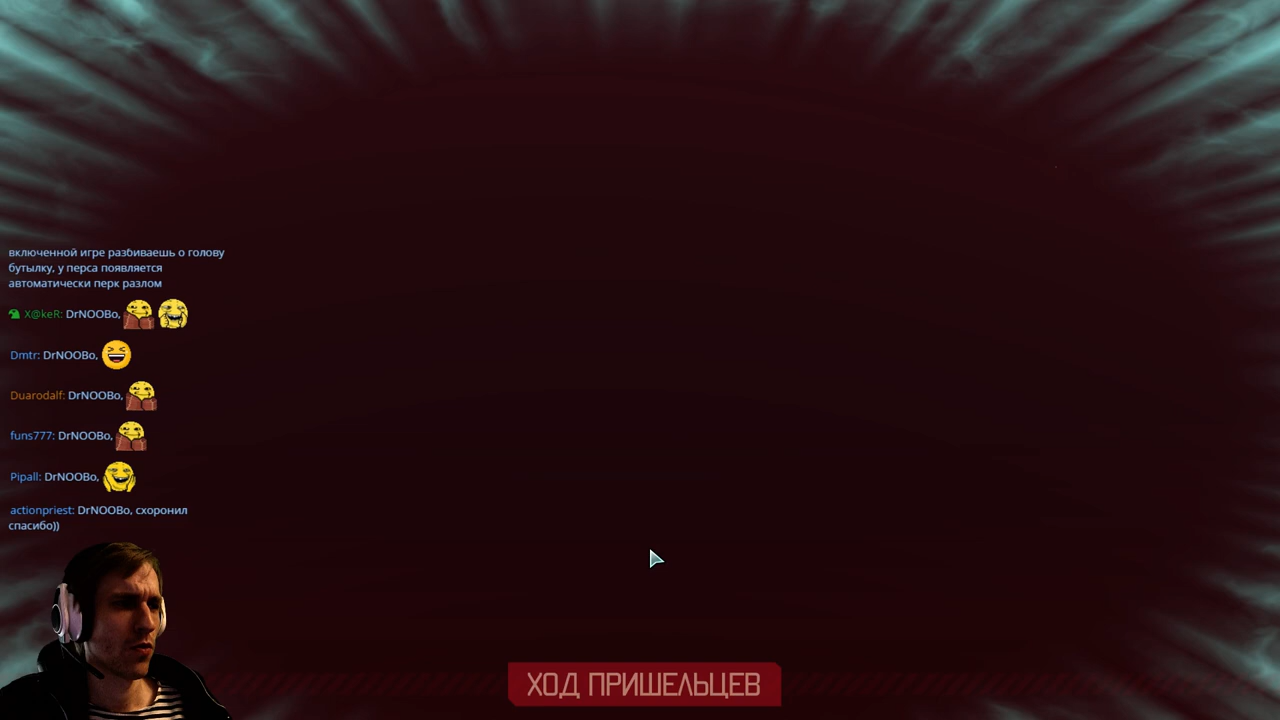 включенной игре разбиваешь о голову
бутылку, у перса появляется
автоматически перк разлом
X@keR: DrNOOBo,
Dmtr: DrNOOBo,
Duarodalf: DrNOOBo,
funs777: DrNOOBo,
Pipall: DrNOOBo,
actionpriest: DrNOOBo, схоронил
спасибо))
ХОД ПРИШЕЛЬЦЕВ